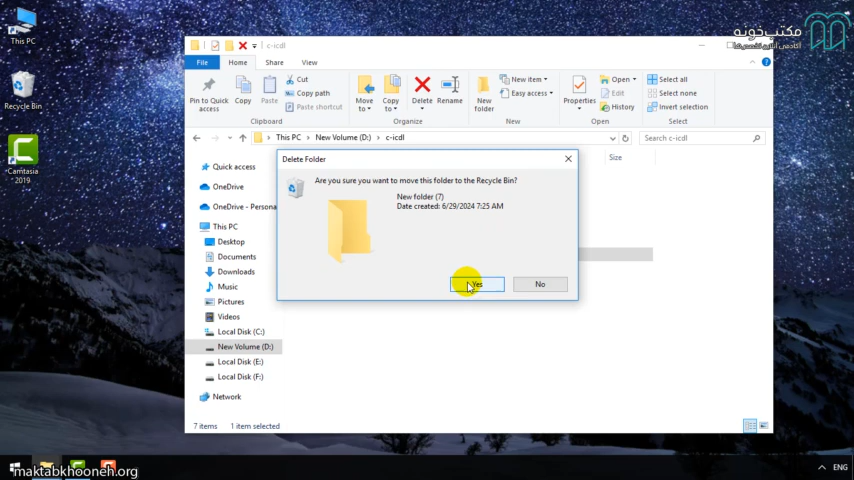 This PC
Recycle Bin
Camtasia
2019
c-icdl
مکتب‌خونه
File
Home
Share
View
Pin to Quick
access
Copy
Paste
Cut
Copy path
Paste shortcut
Clipboard
Move
to
Copy
to
Delete
Rename
Organize
New
folder
New item
Easy access
New
Properties
Open
Edit
History
Open
Select all
Select none
Invert selection
Select
This PC > New Volume (D:) > c-icdl
Search c-icdl
Size
Quick access
OneDrive
OneDrive - Persona
This PC
Desktop
Documents
Downloads
Music
Pictures
Videos
Local Disk (C:)
New Volume (D:)
Local Disk (E:)
Local Disk (F:)
Network
Delete Folder
Are you sure you want to move this folder to the Recycle Bin?
New folder (7)
Date created: 6/29/2024 7:25 AM
Yes
No
7 items 1 item selected
maktabkhooneh.org
ENG